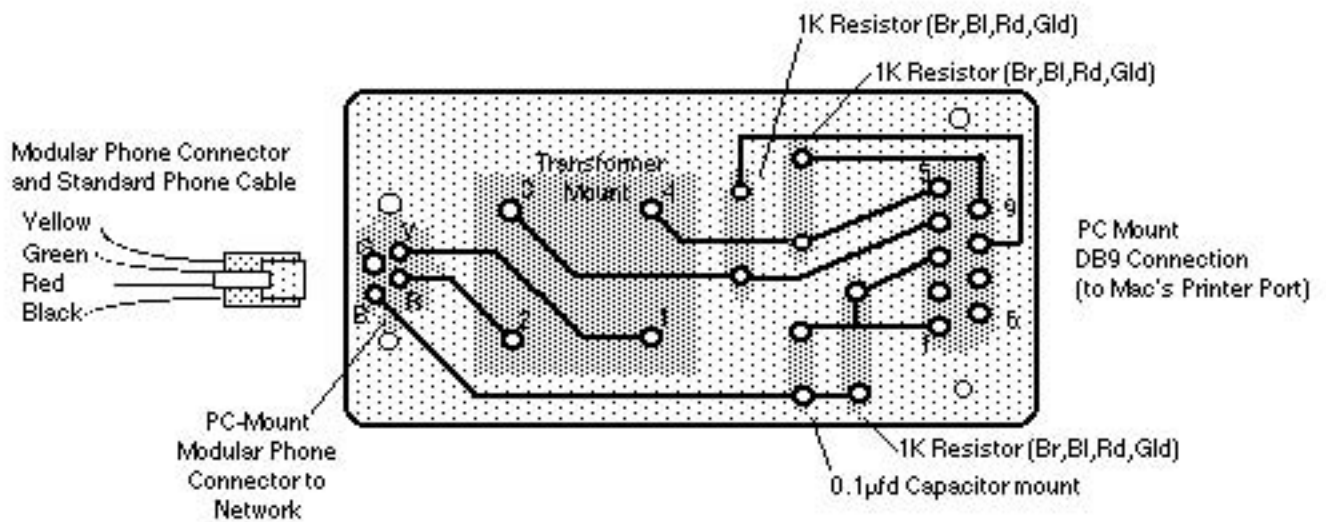 1K Resistor (Br,Bl,Rd,Gld)
1K Resistor (Br,Bl,Rd,Gld)
Modular Phone Connector
and Standard Phone Cable
Yellow
Green
Red
Black
Transformer
Mount
3
4
5
9
Y
G
R
B
2
1
1
6
PC Mount
DB9 Connection
(to Mac's Printer Port)
PC-Mount
Modular Phone
Connector to
Network
1K Resistor (Br,Bl,Rd,Gld)
0.1µfd Capacitor mount